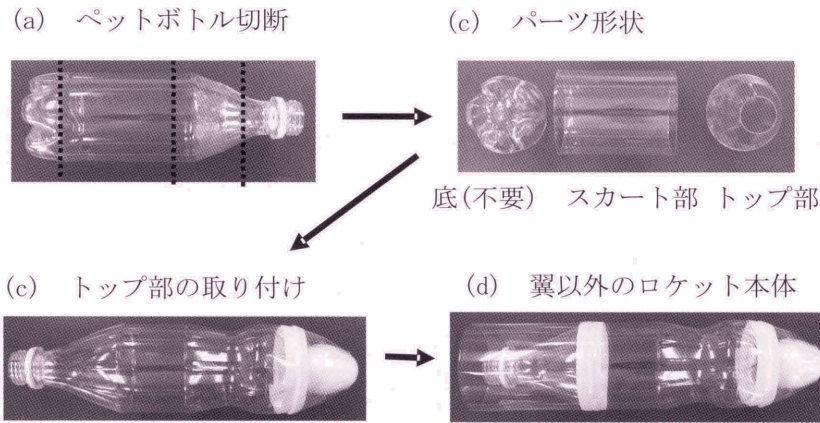 (a) ペットボトル切断
(c) パーツ形状
底(不要) スカート部 トップ部
(c) トップ部の取り付け
(d) 翼以外のロケット本体